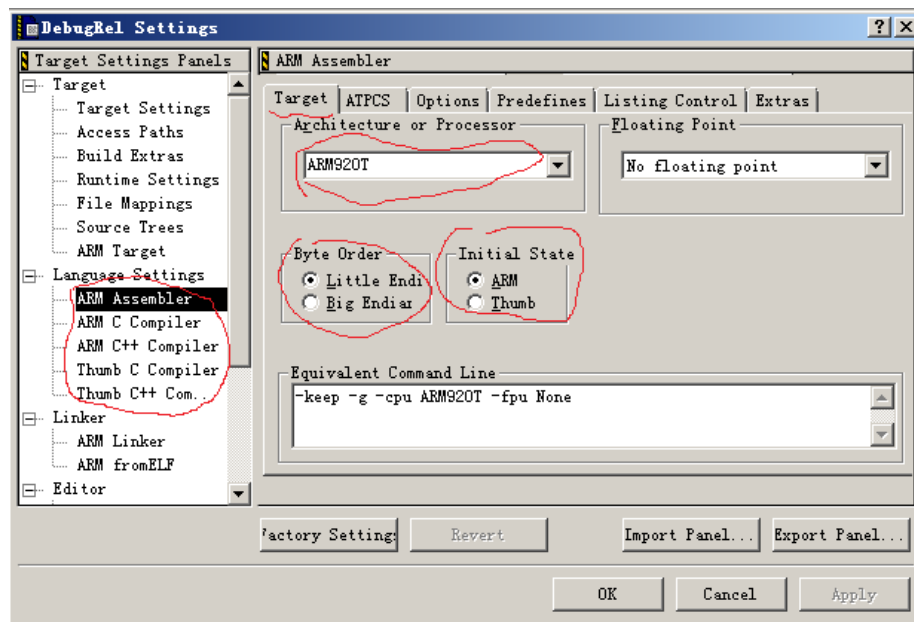 DebugRel Settings
Target Settings Panels
Target
Target Settings
Access Paths
Build Extras
Runtime Settings
File Mappings
Source Trees
ARM Target
Language Settings
ARM Assembler
ARM C Compiler
ARM C++ Compiler
Thumb C Compiler
Thumb C++ Com...
Linker
ARM Linker
ARM fromELF
Editor
ARM Assembler
Target ATPCS Options Predefines Listing Control Extras
Architecture or Processor
ARM920T
Floating Point
No floating point
Byte Order
Little Endi
Big Endiar
Initial State
ARM
Thumb
Equivalent Command Line
-keep -g -cpu ARM920T -fpu None
actory Setting
Revert
Import Panel...
Export Panel...
OK
Cancel
Apply